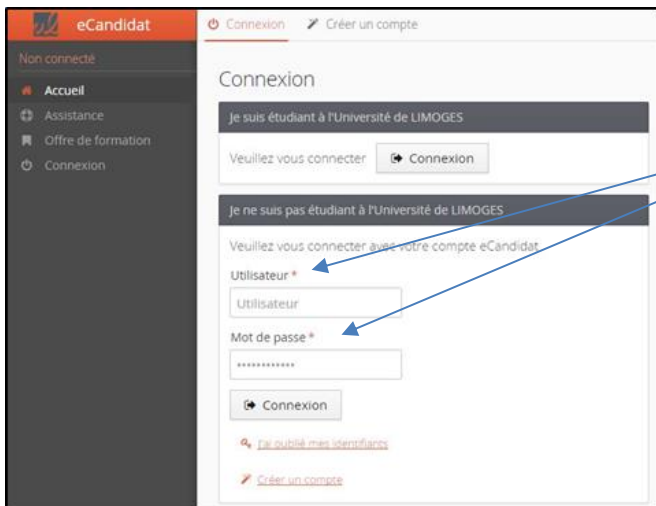 eCandidat
Connexion
Créer un compte
Non connecté
Accueil
Assistance
Offre de formation
Connexion
Connexion
Je suis étudiant à l'Université de LIMOGES
Veuillez vous connecter
Connexion
Je ne suis pas étudiant à l'Université de LIMOGES
Veuillez vous connecter avec votre compte eCandidat
Utilisateur *
Utilisateur
Mot de passe *
••••••••••••
Connexion
J'ai oublié mes identifiants
Créer un compte